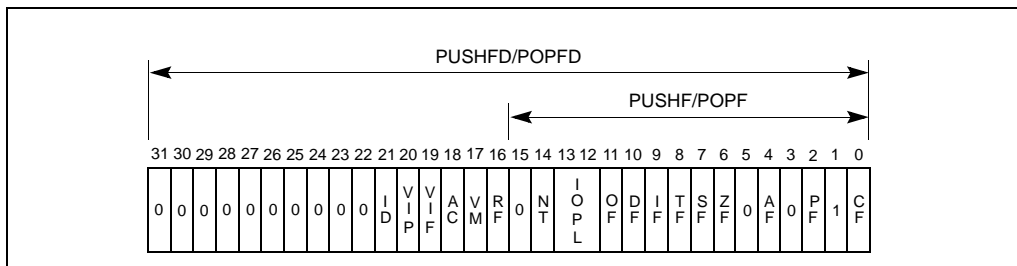 PUSHFD/POPFD
PUSHF/POPF
31 30 29 28 27 26 25 24 23 22 21 20 19 18 17 16 15 14 13 12 11 10 9 8 7 6 5 4 3 2 1 0
0 0 0 0 0 0 0 0 0 0 ID VIP VIF AC VM RF 0 NT IOPL OF DF IF TF SF ZF 0 AF 0 PF 1 CF